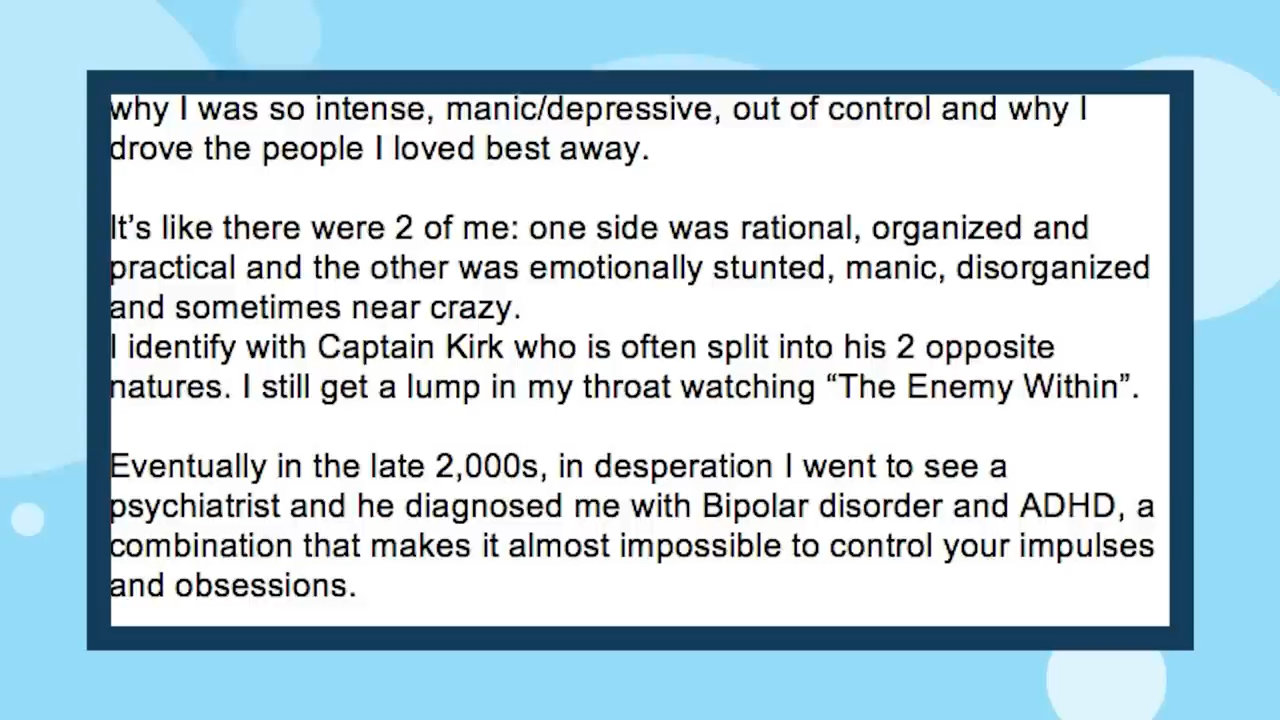 why I was so intense, manic/depressive, out of control and why I
drove the people I loved best away.
It’s like there were 2 of me: one side was rational, organized and
practical and the other was emotionally stunted, manic, disorganized
and sometimes near crazy.
I identify with Captain Kirk who is often split into his 2 opposite
natures. I still get a lump in my throat watching “The Enemy Within”.
Eventually in the late 2,000s, in desperation I went to see a
psychiatrist and he diagnosed me with Bipolar disorder and ADHD, a
combination that makes it almost impossible to control your impulses
and obsessions.